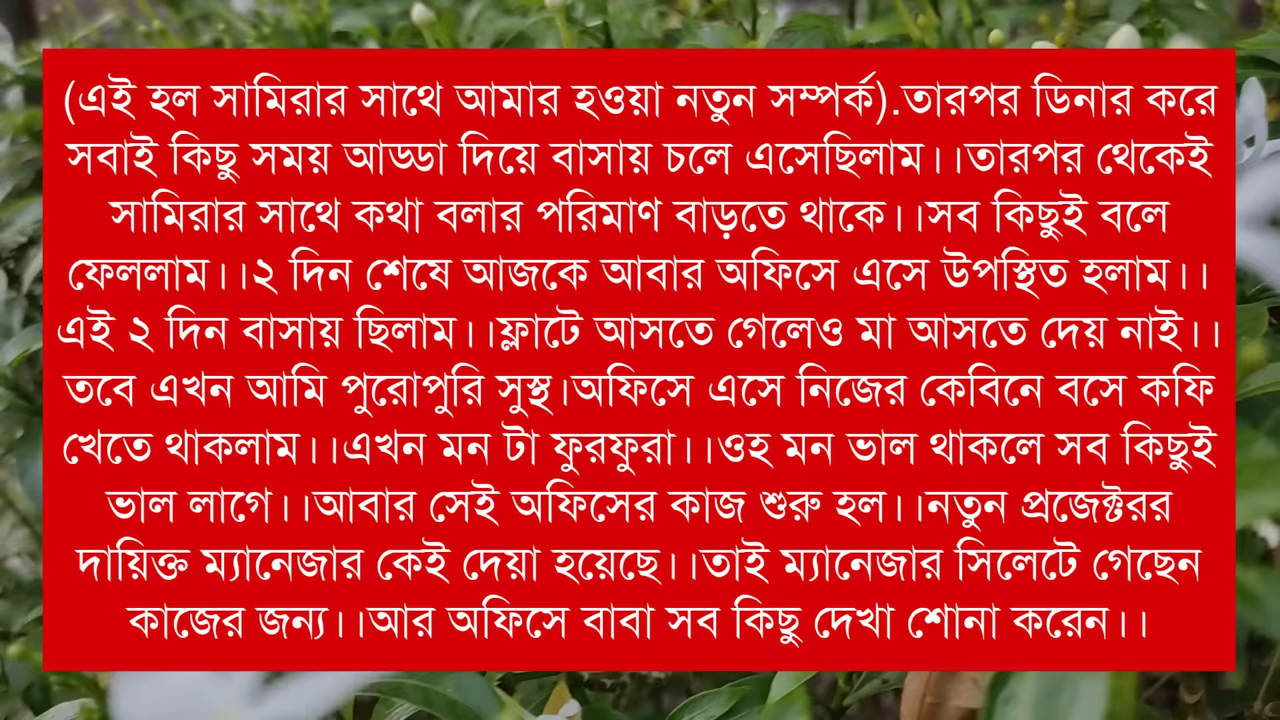 (এই হল সামিরার সাথে আমার হওয়া নতুন সম্পর্ক).তারপর ডিনার করে
সবাই কিছু সময় আড্ডা দিয়ে বাসায় চলে এসেছিলাম।।তারপর থেকেই
সামিরার সাথে কথা বলার পরিমাণ বাড়তে থাকে।।সব কিছুই বলে
ফেললাম।।২ দিন শেষে আজকে আবার অফিসে এসে উপস্থিত হলাম।।
এই ২ দিন বাসায় ছিলাম।।ফ্লাটে আসতে গেলেও মা আসতে দেয় নাই।।
তবে এখন আমি পুরোপুরি সুস্থ।অফিসে এসে নিজের কেবিনে বসে কফি
খেতে থাকলাম।।এখন মন টা ফুরফুরা।।ওহ মন ভাল থাকলে সব কিছুই
ভাল লাগে।।আবার সেই অফিসের কাজ শুরু হল।।নতুন প্রজেক্টরর
দায়িক্ত ম্যানেজার কেই দেয়া হয়েছে।।তাই ম্যানেজার সিলেটে গেছেন
কাজের জন্য।।আর অফিসে বাবা সব কিছু দেখা শোনা করেন।।